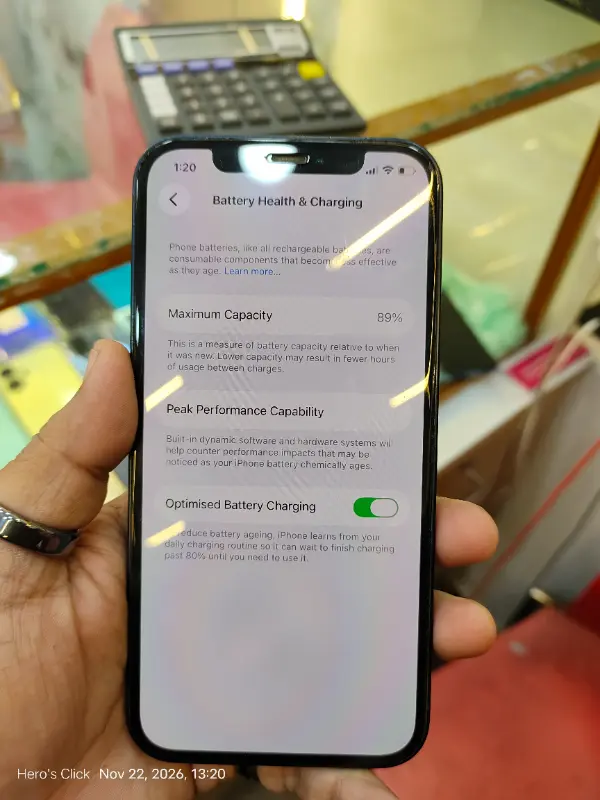 1:20
Battery Health & Charging
Phone batteries, like all rechargeable batteries, are
consumable components that become less effective
as they age. Learn more...
Maximum Capacity 89%
This is a measure of battery capacity relative to when
it was new. Lower capacity may result in fewer hours
of usage between charges.
Peak Performance Capability
Built-in dynamic software and hardware systems will
help counter performance impacts that may be
noticed as your iPhone battery chemically ages.
Optimised Battery Charging
To reduce battery ageing, iPhone learns from your
daily charging routine so it can wait to finish charging
past 80% until you need to use it.
Hero's Click Nov 22, 2026, 13:20